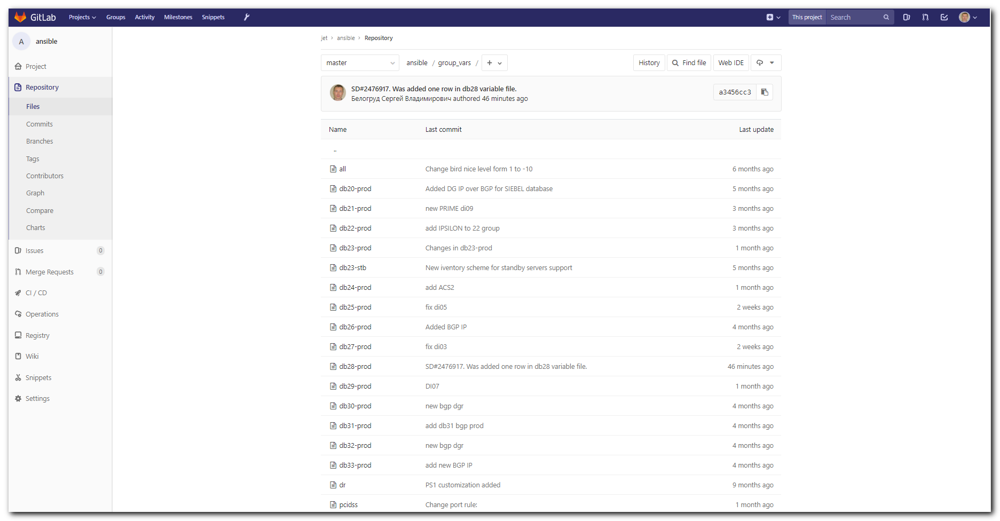 GitLab Projects Groups Activity Milestones Snippets This project Search
A ansible
Project
Repository
Files
Commits
Branches
Tags
Contributors
Graph
Compare
Charts
Issues 0
Merge Requests 0
CI / CD
Operations
Registry
Wiki
Snippets
Settings
jet › ansible › Repository
master ansible / group_vars / + History Find file Web IDE
SD#2476917. Was added one row in db28 variable file.
Белогруд Сергей Владимирович authored 46 minutes ago
a3456cc3
Name Last commit Last update
..
all Change bird nice level form 1 to -10 6 months ago
db20-prod Added DG IP over BGP for SIEBEL database 5 months ago
db21-prod new PRIME di09 3 months ago
db22-prod add IPSILON to 22 group 3 months ago
db23-prod Changes in db23-prod 1 month ago
db23-stb New iventory scheme for standby servers support 5 months ago
db24-prod add ACS2 1 month ago
db25-prod fix di05 2 weeks ago
db26-prod Added BGP IP 4 months ago
db27-prod fix di03 2 weeks ago
db28-prod SD#2476917. Was added one row in db28 variable file. 46 minutes ago
db29-prod DI07 1 month ago
db30-prod new bgp dgr 4 months ago
db31-prod add db31 bgp prod 4 months ago
db32-prod new bgp dgr 4 months ago
db33-prod add new BGP IP 4 months ago
dr PS1 customization added 9 months ago
pcidss Change port rule: 1 month ago